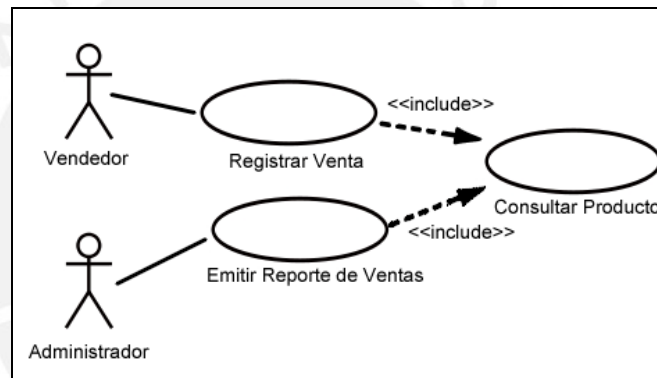 <<include>>
Vendedor
Registrar Venta
Consultar Producto
<<include>>
Emitir Reporte de Ventas
Administrador